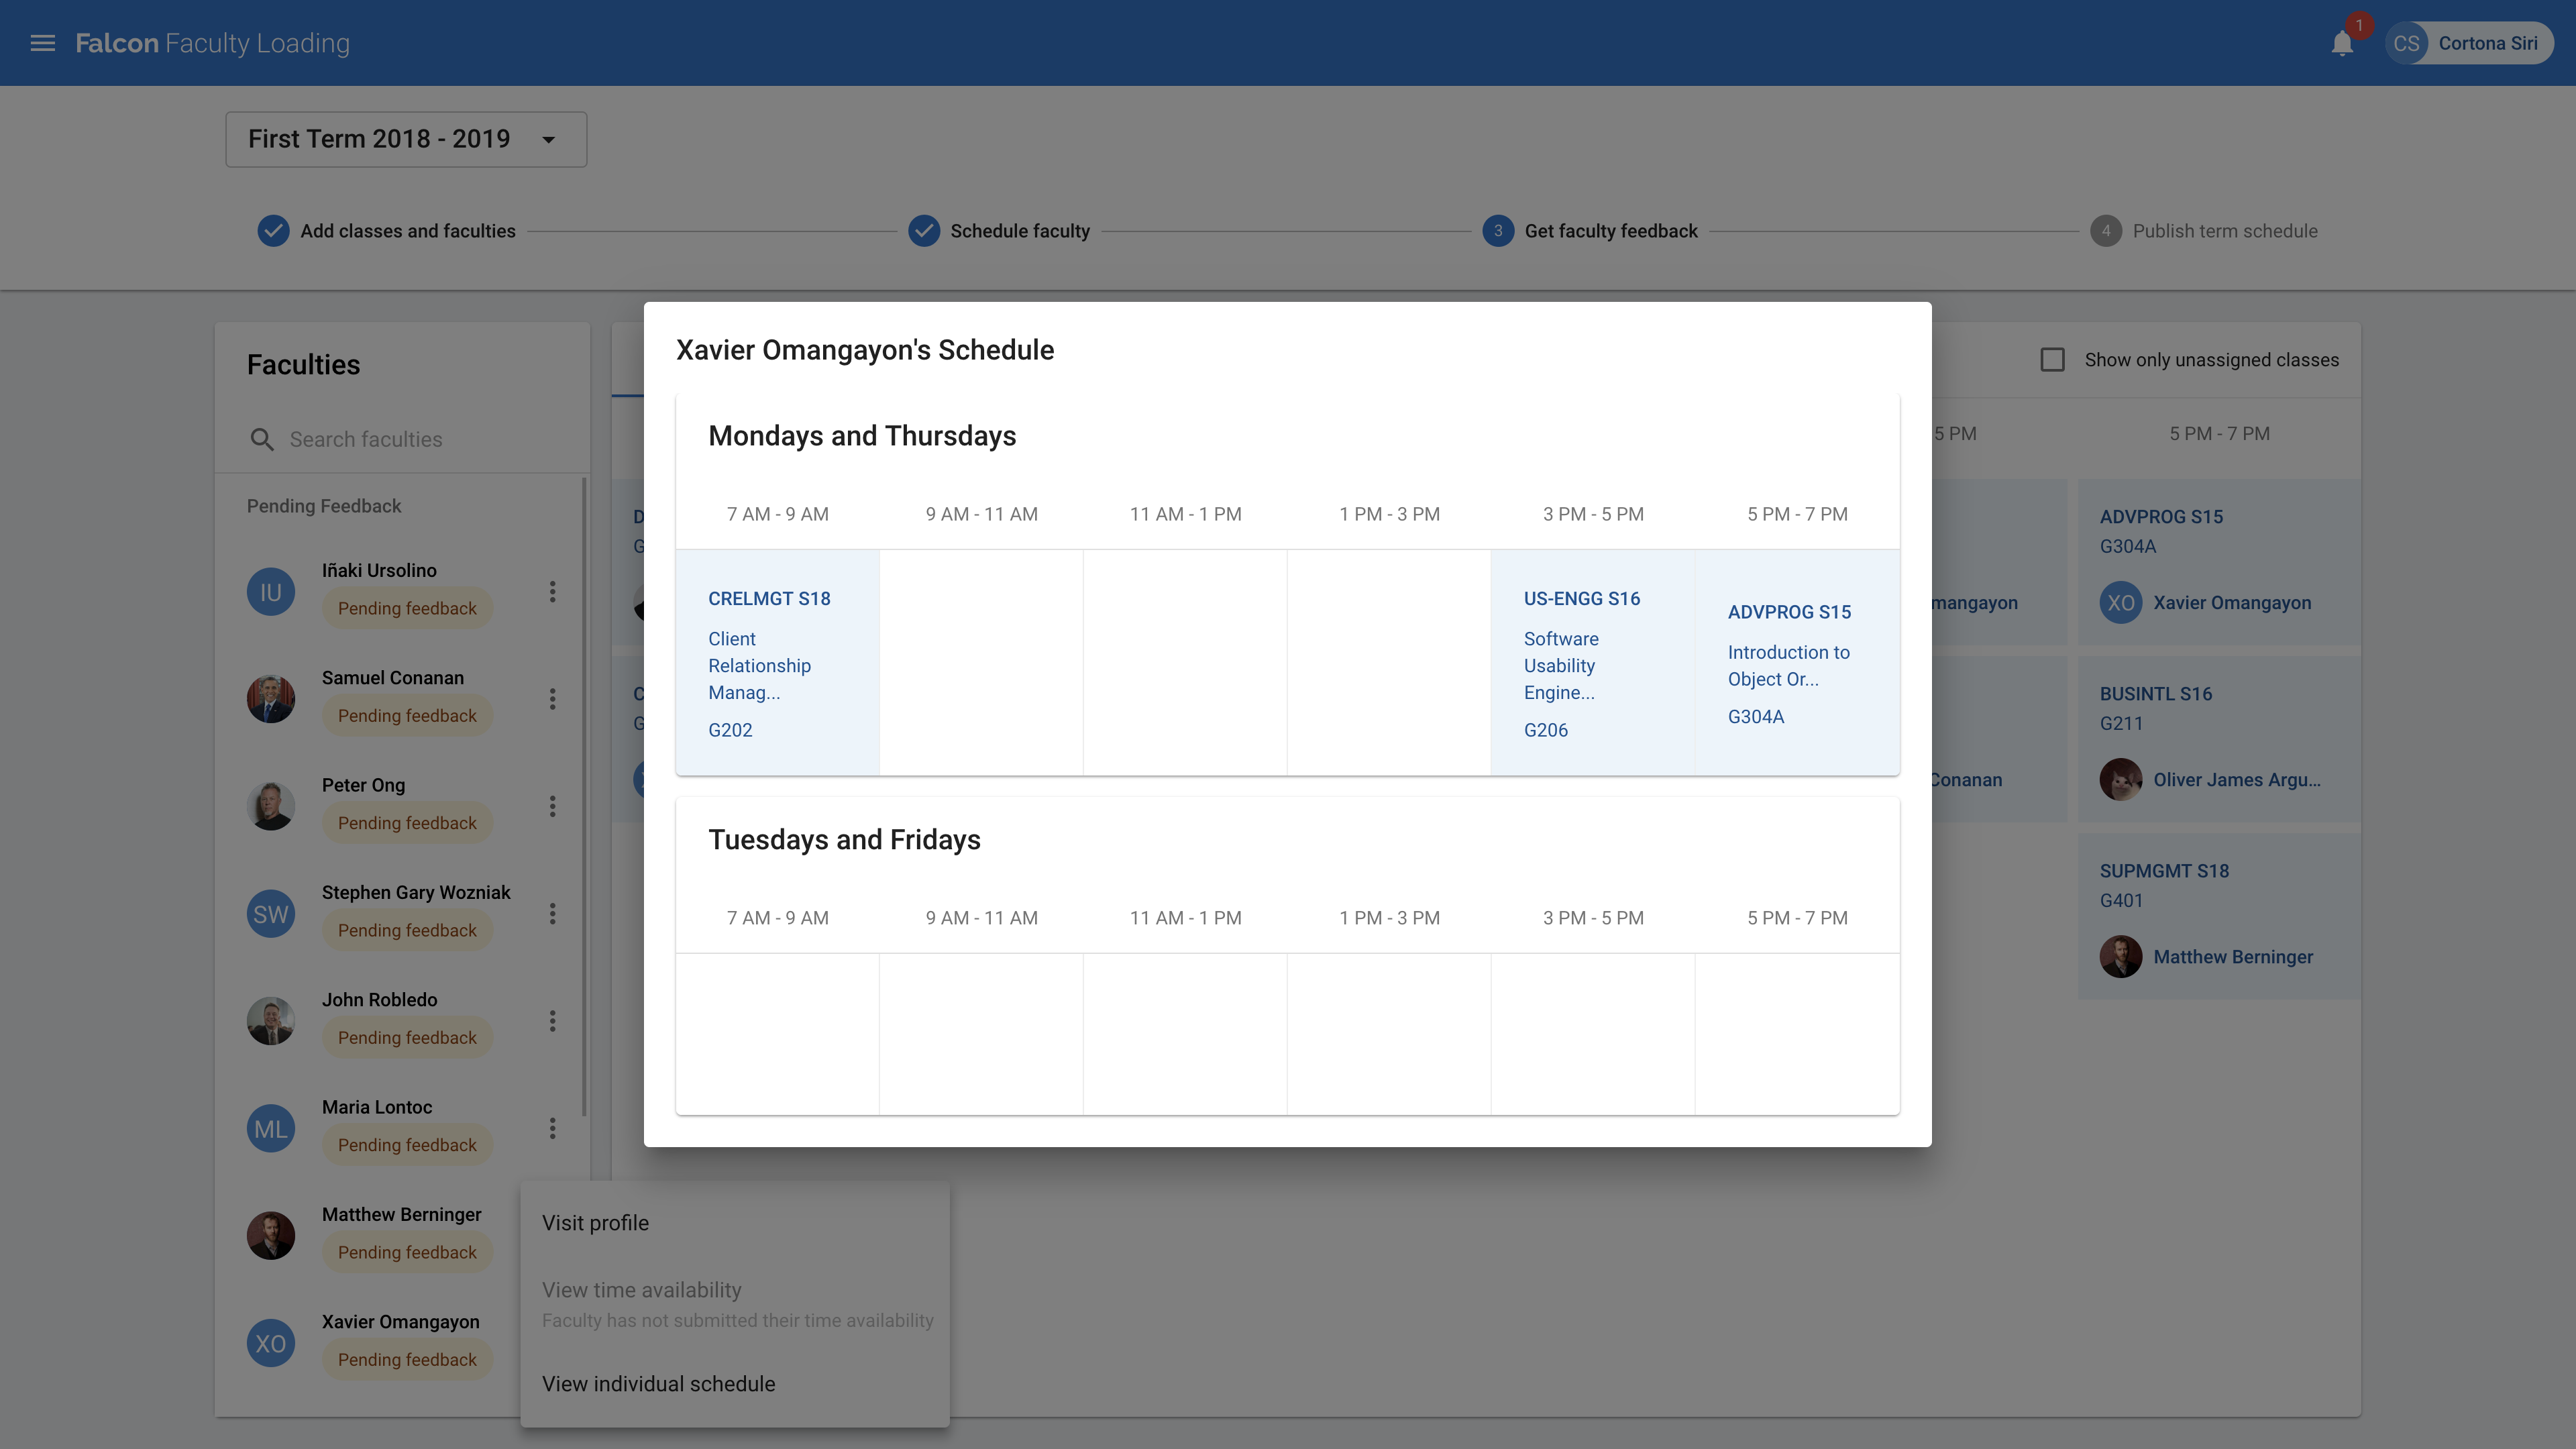 Falcon Faculty Loading
1
CS
Cortona Siri
First Term 2018 - 2019
Add classes and faculties
Schedule faculty
3
Get faculty feedback
4
Publish term schedule
Faculties
Search faculties
Pending Feedback
IU
Iñaki Ursolino
Pending feedback
Samuel Conanan
Pending feedback
Peter Ong
Pending feedback
SW
Stephen Gary Wozniak
Pending feedback
John Robledo
Pending feedback
ML
Maria Lontoc
Pending feedback
Matthew Berninger
Pending feedback
XO
Xavier Omangayon
Pending feedback
Visit profile
View time availability
Faculty has not submitted their time availability
View individual schedule
Xavier Omangayon's Schedule
Mondays and Thursdays
7 AM - 9 AM
9 AM - 11 AM
11 AM - 1 PM
1 PM - 3 PM
3 PM - 5 PM
5 PM - 7 PM
CRELMGT S18
Client
Relationship
Manag...
G202
US-ENGG S16
Software
Usability
Engine...
G206
ADVPROG S15
Introduction to
Object Or...
G304A
Tuesdays and Fridays
7 AM - 9 AM
9 AM - 11 AM
11 AM - 1 PM
1 PM - 3 PM
3 PM - 5 PM
5 PM - 7 PM
Show only unassigned classes
5 PM
5 PM - 7 PM
mangayon
Conanan
ADVPROG S15
G304A
XO
Xavier Omangayon
BUSINTL S16
G211
Oliver James Argu...
SUPMGMT S18
G401
Matthew Berninger